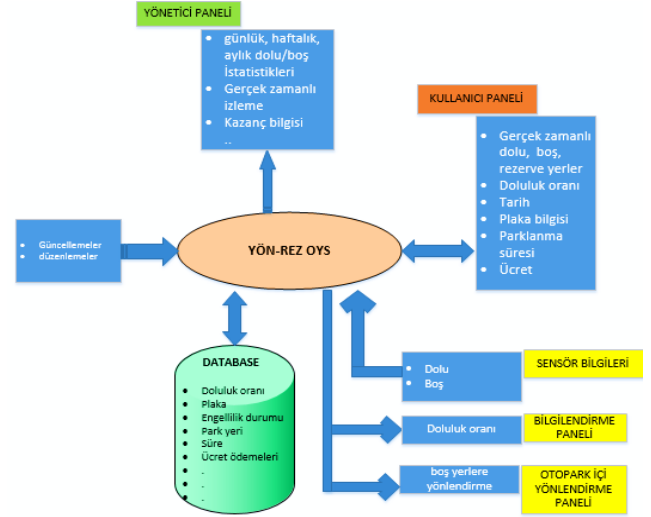 YÖNETİCİ PANELİ
günlük, haftalık,
aylık dolu/boş
İstatistikleri
Gerçek zamanlı
izleme
Kazanç bilgisi
..
KULLANICI PANELİ
Gerçek zamanlı
dolu, boş,
rezerve yerler
Doluluk oranı
Tarih
Plaka bilgisi
Parklanma
süresi
Ücret
Güncellemeler
düzenlemeler
YÖN-REZ OYS
DATABASE
Doluluk oranı
Plaka
Engellilik durumu
Park yeri
Süre
Ücret ödemeleri
.
.
.
Dolu
Boş
SENSÖR BİLGİLERİ
Doluluk oranı
BİLGİLENDİRME
PANELİ
boş yerlere
yönlendirme
OTOPARK İÇİ
YÖNLENDİRME
PANELİ